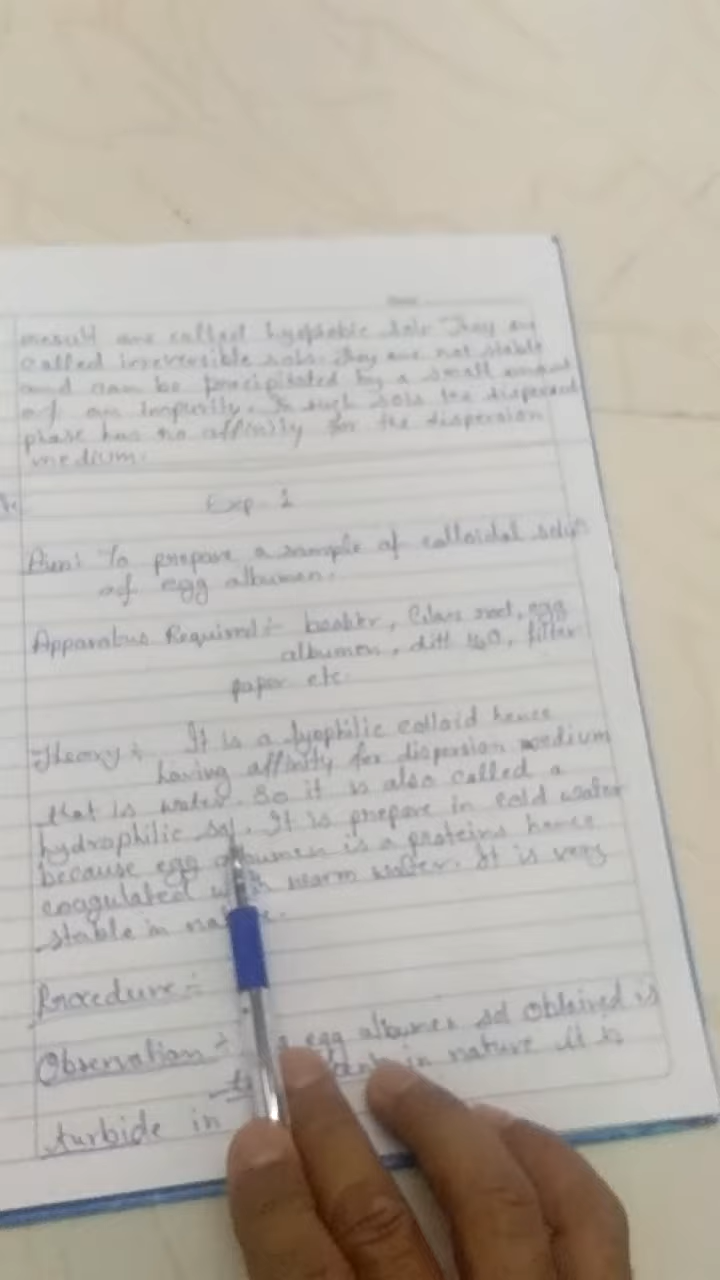 result are called lyophobic sols. They are
called irreversible sols. They are not stable
and can be precipitated by a small amount
of an impurity. In such sols the dispersed
phase has no affinity for the dispersion
medium.
Exp. 1
Aim: To prepare a sample of colloidal sol
of egg albumen.
Apparatus Required :- beaker, Glass rod, egg
albumen, dist H2O, filter
paper etc.
Theory :- It is a lyophilic colloid hence
having affinity for dispersion medium
that is water. So it is also called a
hydrophilic sol. It is prepare in cold water
because egg albumen is a proteins hence
coagulated with warm water. It is very
stable in nature.
Procedure :-
Observation :- egg albumen sol obtained is
in nature It is
turbide in